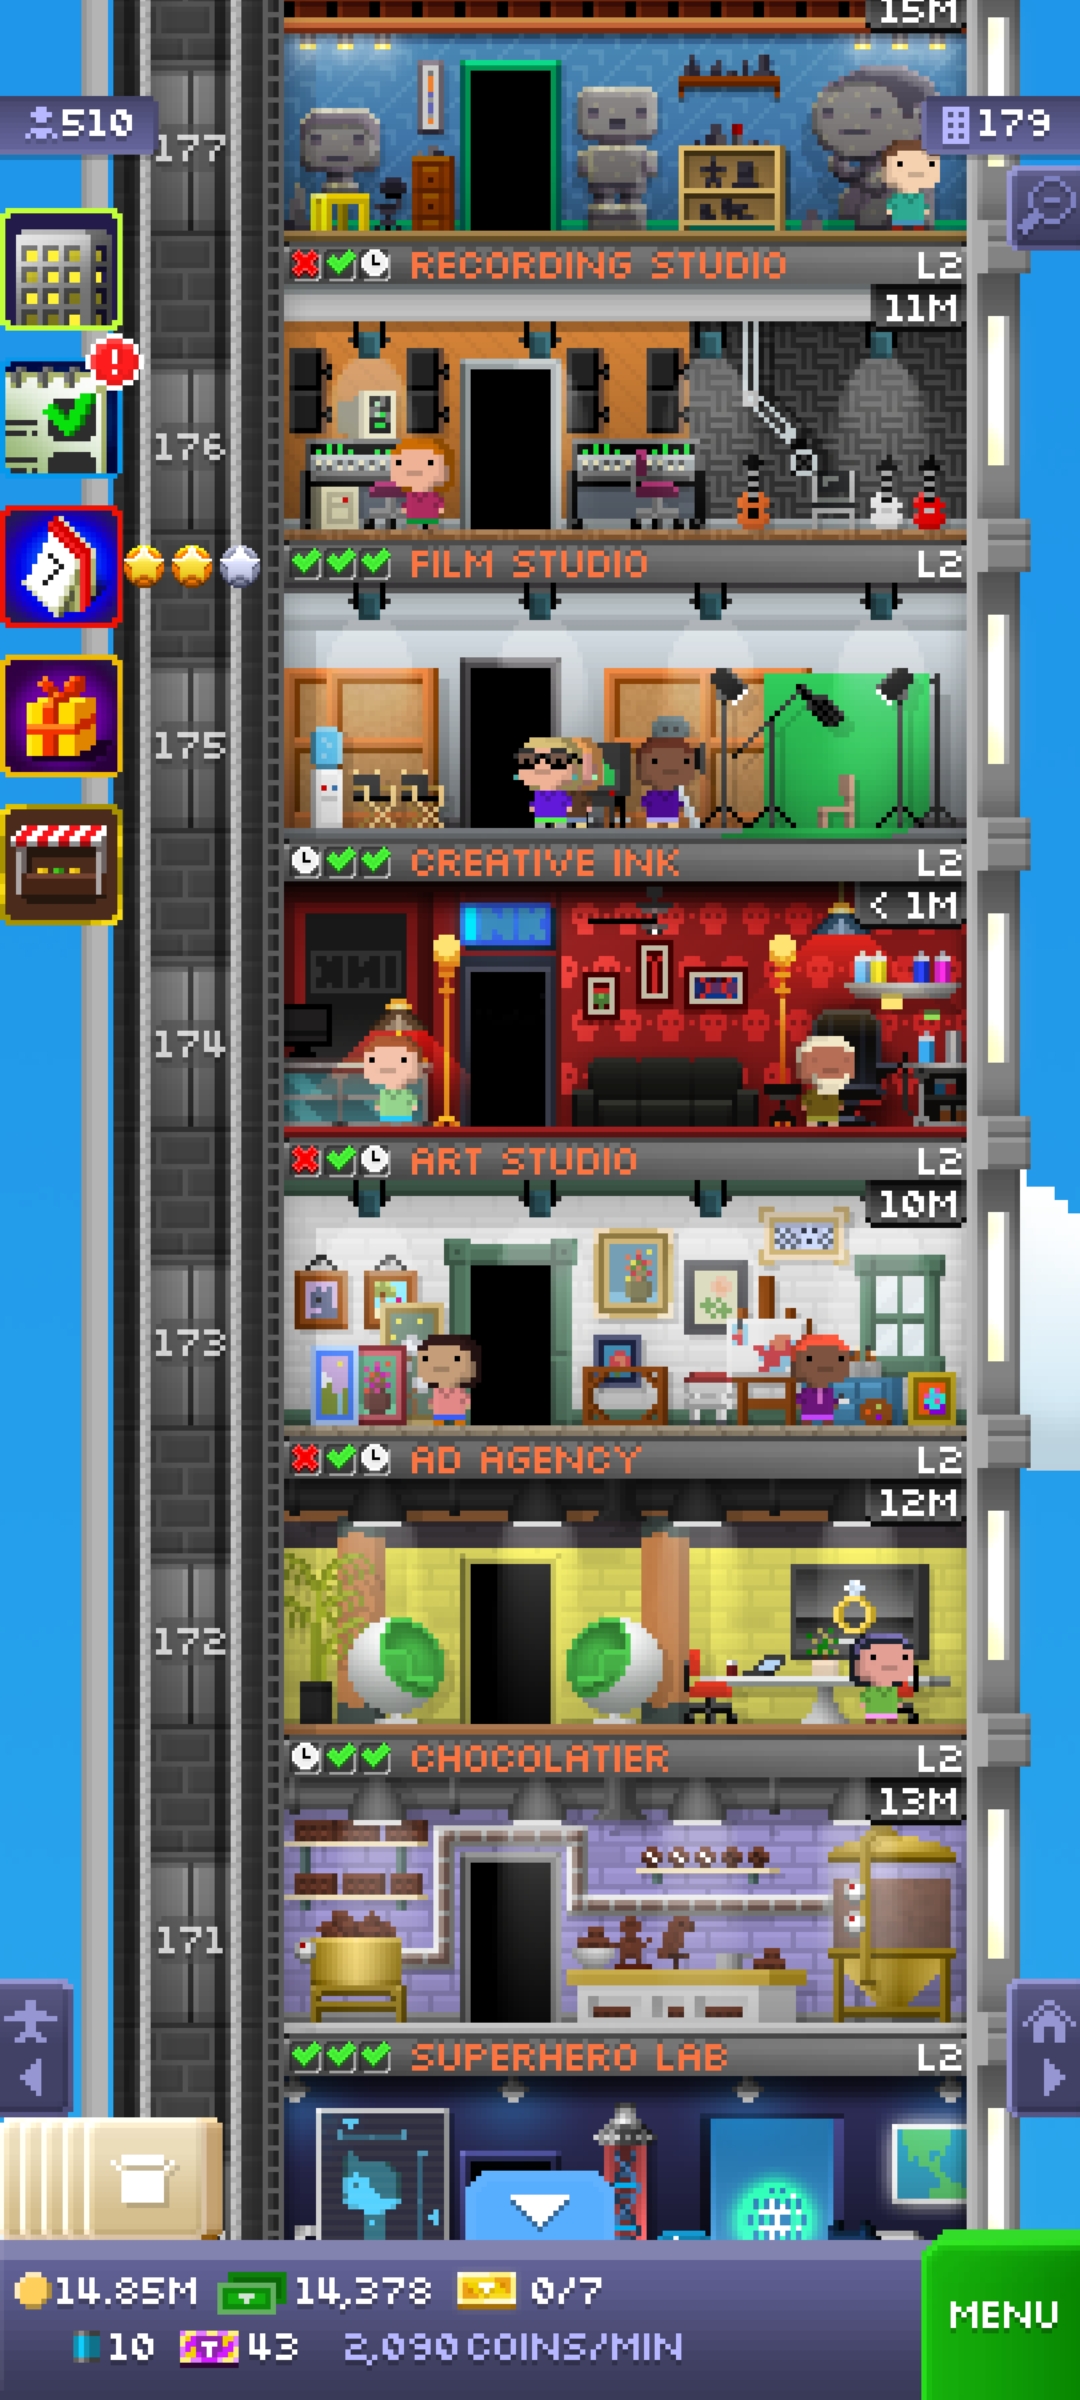 15M
510
179
177
RECORDING STUDIO L2
11M
176
FILM STUDIO L2
175
CREATIVE INK L2
< 1M
INK
174
ART STUDIO L2
10M
173
AD AGENCY L2
12M
172
CHOCOLATIER L2
13M
171
SUPERHERO LAB L2
14.85M 14,378 0/7
10 43 2,090 COINS/MIN
MENU